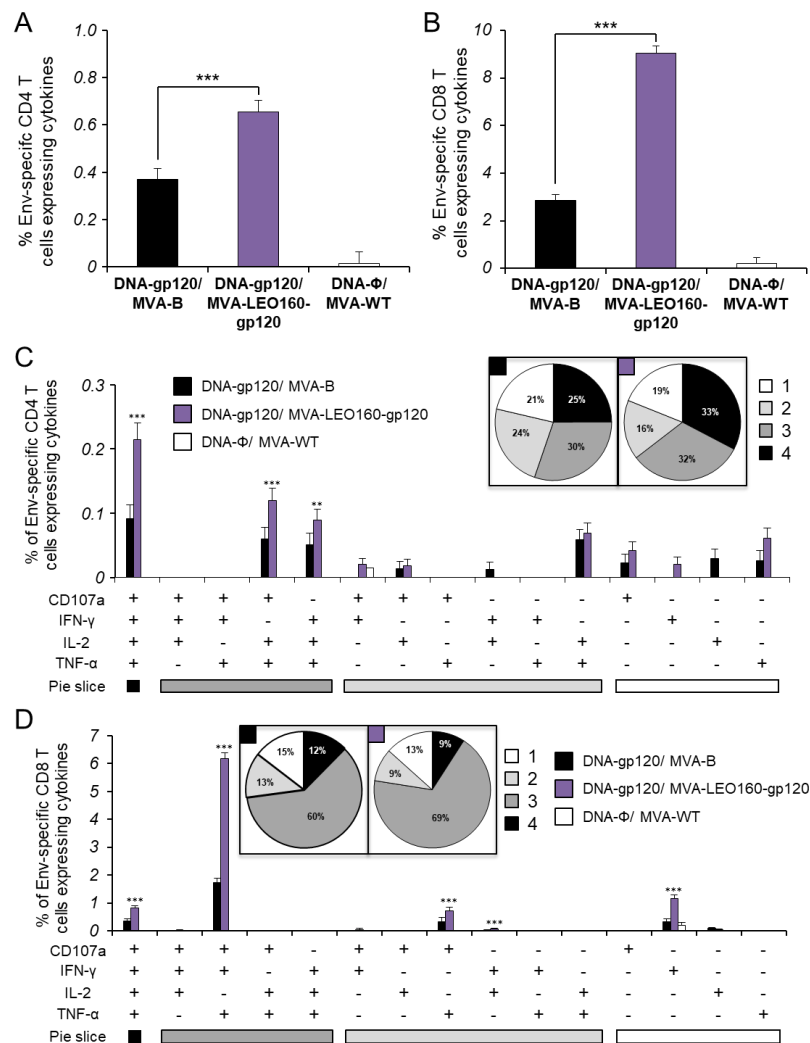 A
% Env-specifc CD4 T
cells expressing cytokines
1.0
0.8
0.6
0.4
0.2
0
***
DNA-gp120/
MVA-B
DNA-gp120/
MVA-LEO160-
gp120
DNA-Φ/
MVA-WT
B
% Env-specifc CD8 T
cells expressing cytokines
10
8
6
4
2
0
***
DNA-gp120/
MVA-B
DNA-gp120/
MVA-LEO160-
gp120
DNA-Φ/
MVA-WT
C
% of Env-specific CD4 T
cells expressing cytokines
0.3
0.2
0.1
0
DNA-gp120/ MVA-B
DNA-gp120/ MVA-LEO160-gp120
DNA-Φ/ MVA-WT
21% 25%
24% 30%
19% 33%
16% 32%
1
2
3
4
*** *** **
CD107a + + + + - + + + - - - + - - -
IFN-γ + + + - + + - - + + - - + - -
IL-2 + + - + + - + - + - + - - + -
TNF-α + - + + + - - + - + + - - - +
Pie slice
D
% of Env-specific CD8 T
cells expressing cytokines
7
6
5
4
3
2
1
0
15% 12%
13% 60%
13% 9%
9% 69%
1
2
3
4
DNA-gp120/ MVA-B
DNA-gp120/ MVA-LEO160-gp120
DNA-Φ/ MVA-WT
*** *** *** *** ***
CD107a + + + + - + + + - - - + - - -
IFN-γ + + + - + + - - + + - - + - -
IL-2 + + - + + - + - + - + - - + -
TNF-α + - + + + - - + - + + - - - +
Pie slice